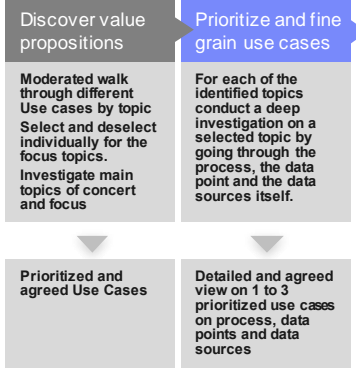 Discover value
propositions
Moderated walk
through different
Use cases by topic
Select and deselect
individually for the
focus topics.
Investigate main
topics of concert
and focus
Prioritized and
agreed Use Cases
Prioritize and fine
grain use cases
For each of the
identified topics
conduct a deep
investigation on a
selected topic by
going through the
process, the data
point and the data
sources itself.
Detailed and agreed
view on 1 to 3
prioritized use cases
on process, data
points and data
sources